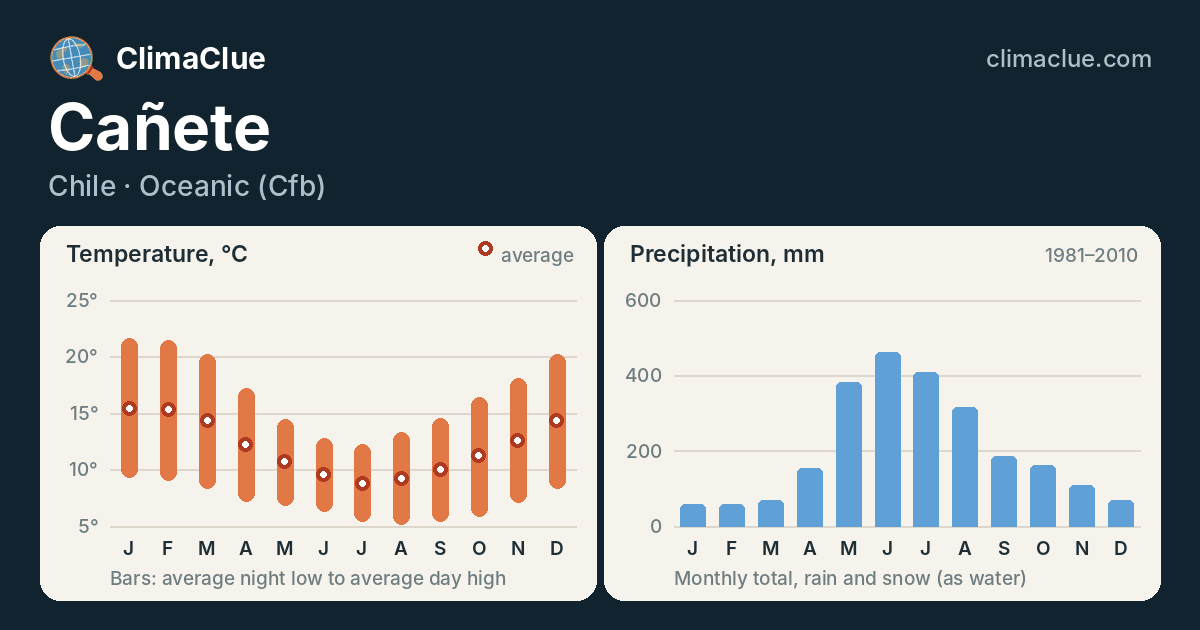 ClimaClue
climaclue.com
Cañete
Chile · Oceanic (Cfb)
Temperature, °C
average
25°
20°
15°
10°
5°
J F M A M J J A S O N D
Bars: average night low to average day high
Precipitation, mm
1981–2010
600
400
200
0
J F M A M J J A S O N D
Monthly total, rain and snow (as water)